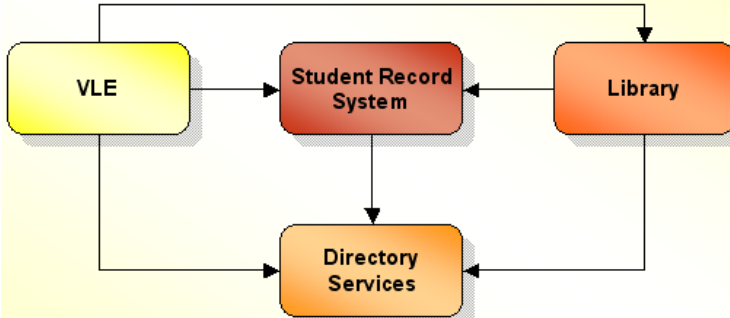 VLE
Student Record
System
Library
Directory
Services